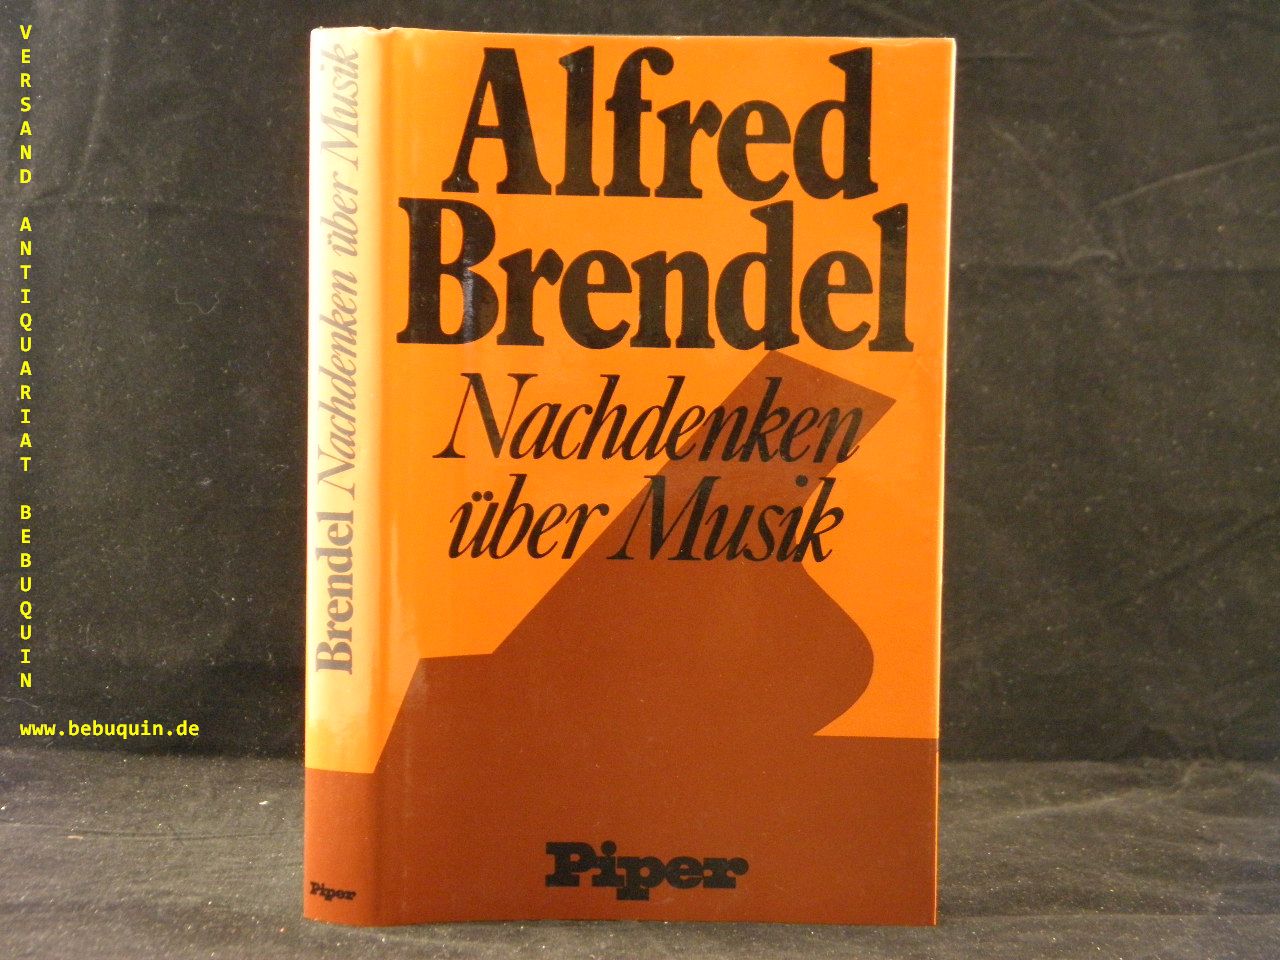 VERSAND ANTIQUARIAT BEBUQUIN
www.bebuquin.de
Brendel Nachdenken über Musik
Piper
Alfred
Brendel
Nachdenken
über Musik
Piper